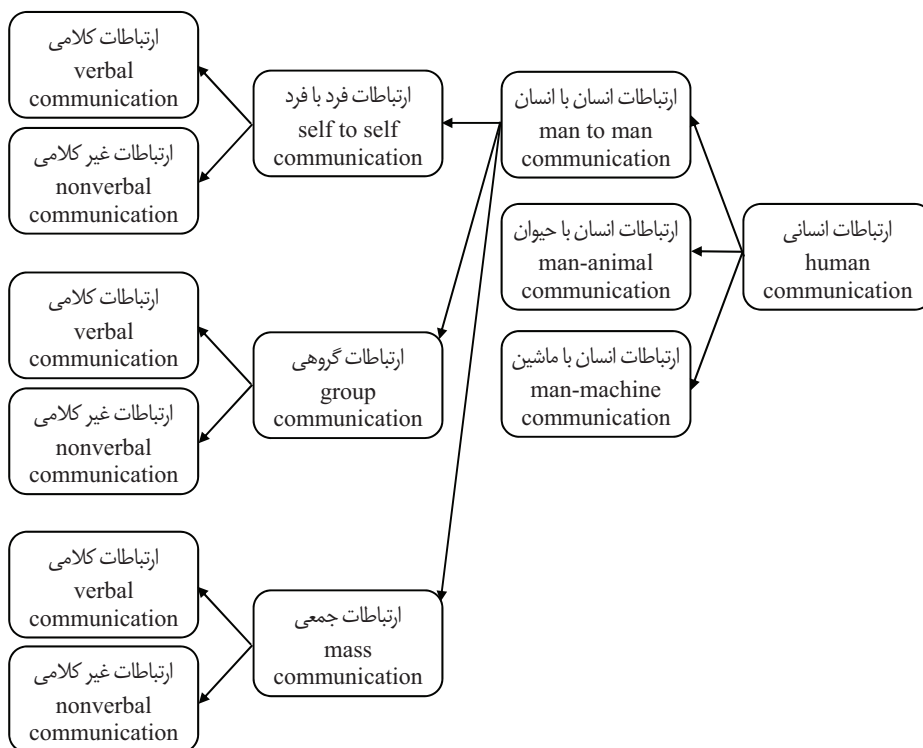 ارتباطات انسانی
human
communication
ارتباطات انسان با انسان
man to man
communication
ارتباطات انسان با حیوان
man-animal
communication
ارتباطات انسان با ماشین
man-machine
communication
ارتباطات فرد با فرد
self to self
communication
ارتباطات گروهی
group
communication
ارتباطات جمعی
mass
communication
ارتباطات کلامی
verbal
communication
ارتباطات غیر کلامی
nonverbal
communication
ارتباطات کلامی
verbal
communication
ارتباطات غیر کلامی
nonverbal
communication
ارتباطات کلامی
verbal
communication
ارتباطات غیر کلامی
nonverbal
communication